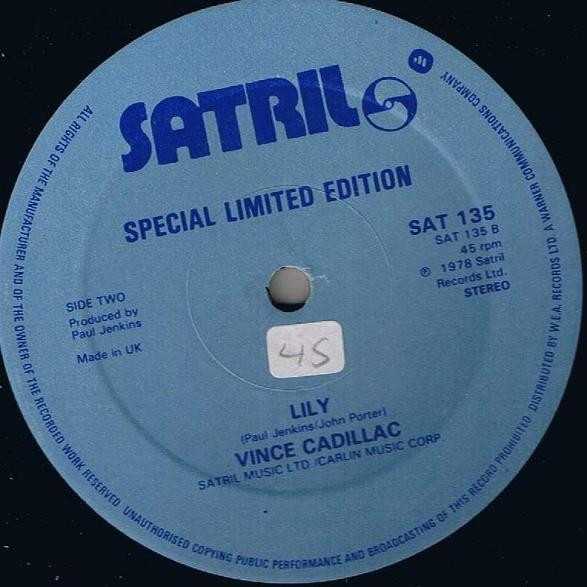 SATRIL
SPECIAL LIMITED EDITION
SAT 135
SAT 135 B
45 rpm
℗ 1978 Satril
Records Ltd.
STEREO
SIDE TWO
Produced by
Paul Jenkins
Made in UK
45
LILY
(Paul Jenkins/John Porter)
VINCE CADILLAC
SATRIL MUSIC LTD./CARLIN MUSIC CORP.
ALL RIGHTS OF THE MANUFACTURER AND OF THE OWNER OF THE RECORDED WORK RESERVED UNAUTHORISED COPYING PUBLIC PERFORMANCE AND BROADCASTING OF THIS RECORD PROHIBITED DISTRIBUTED BY W.E.A. RECORDS LTD. A WARNER COMMUNICATIONS COMPANY